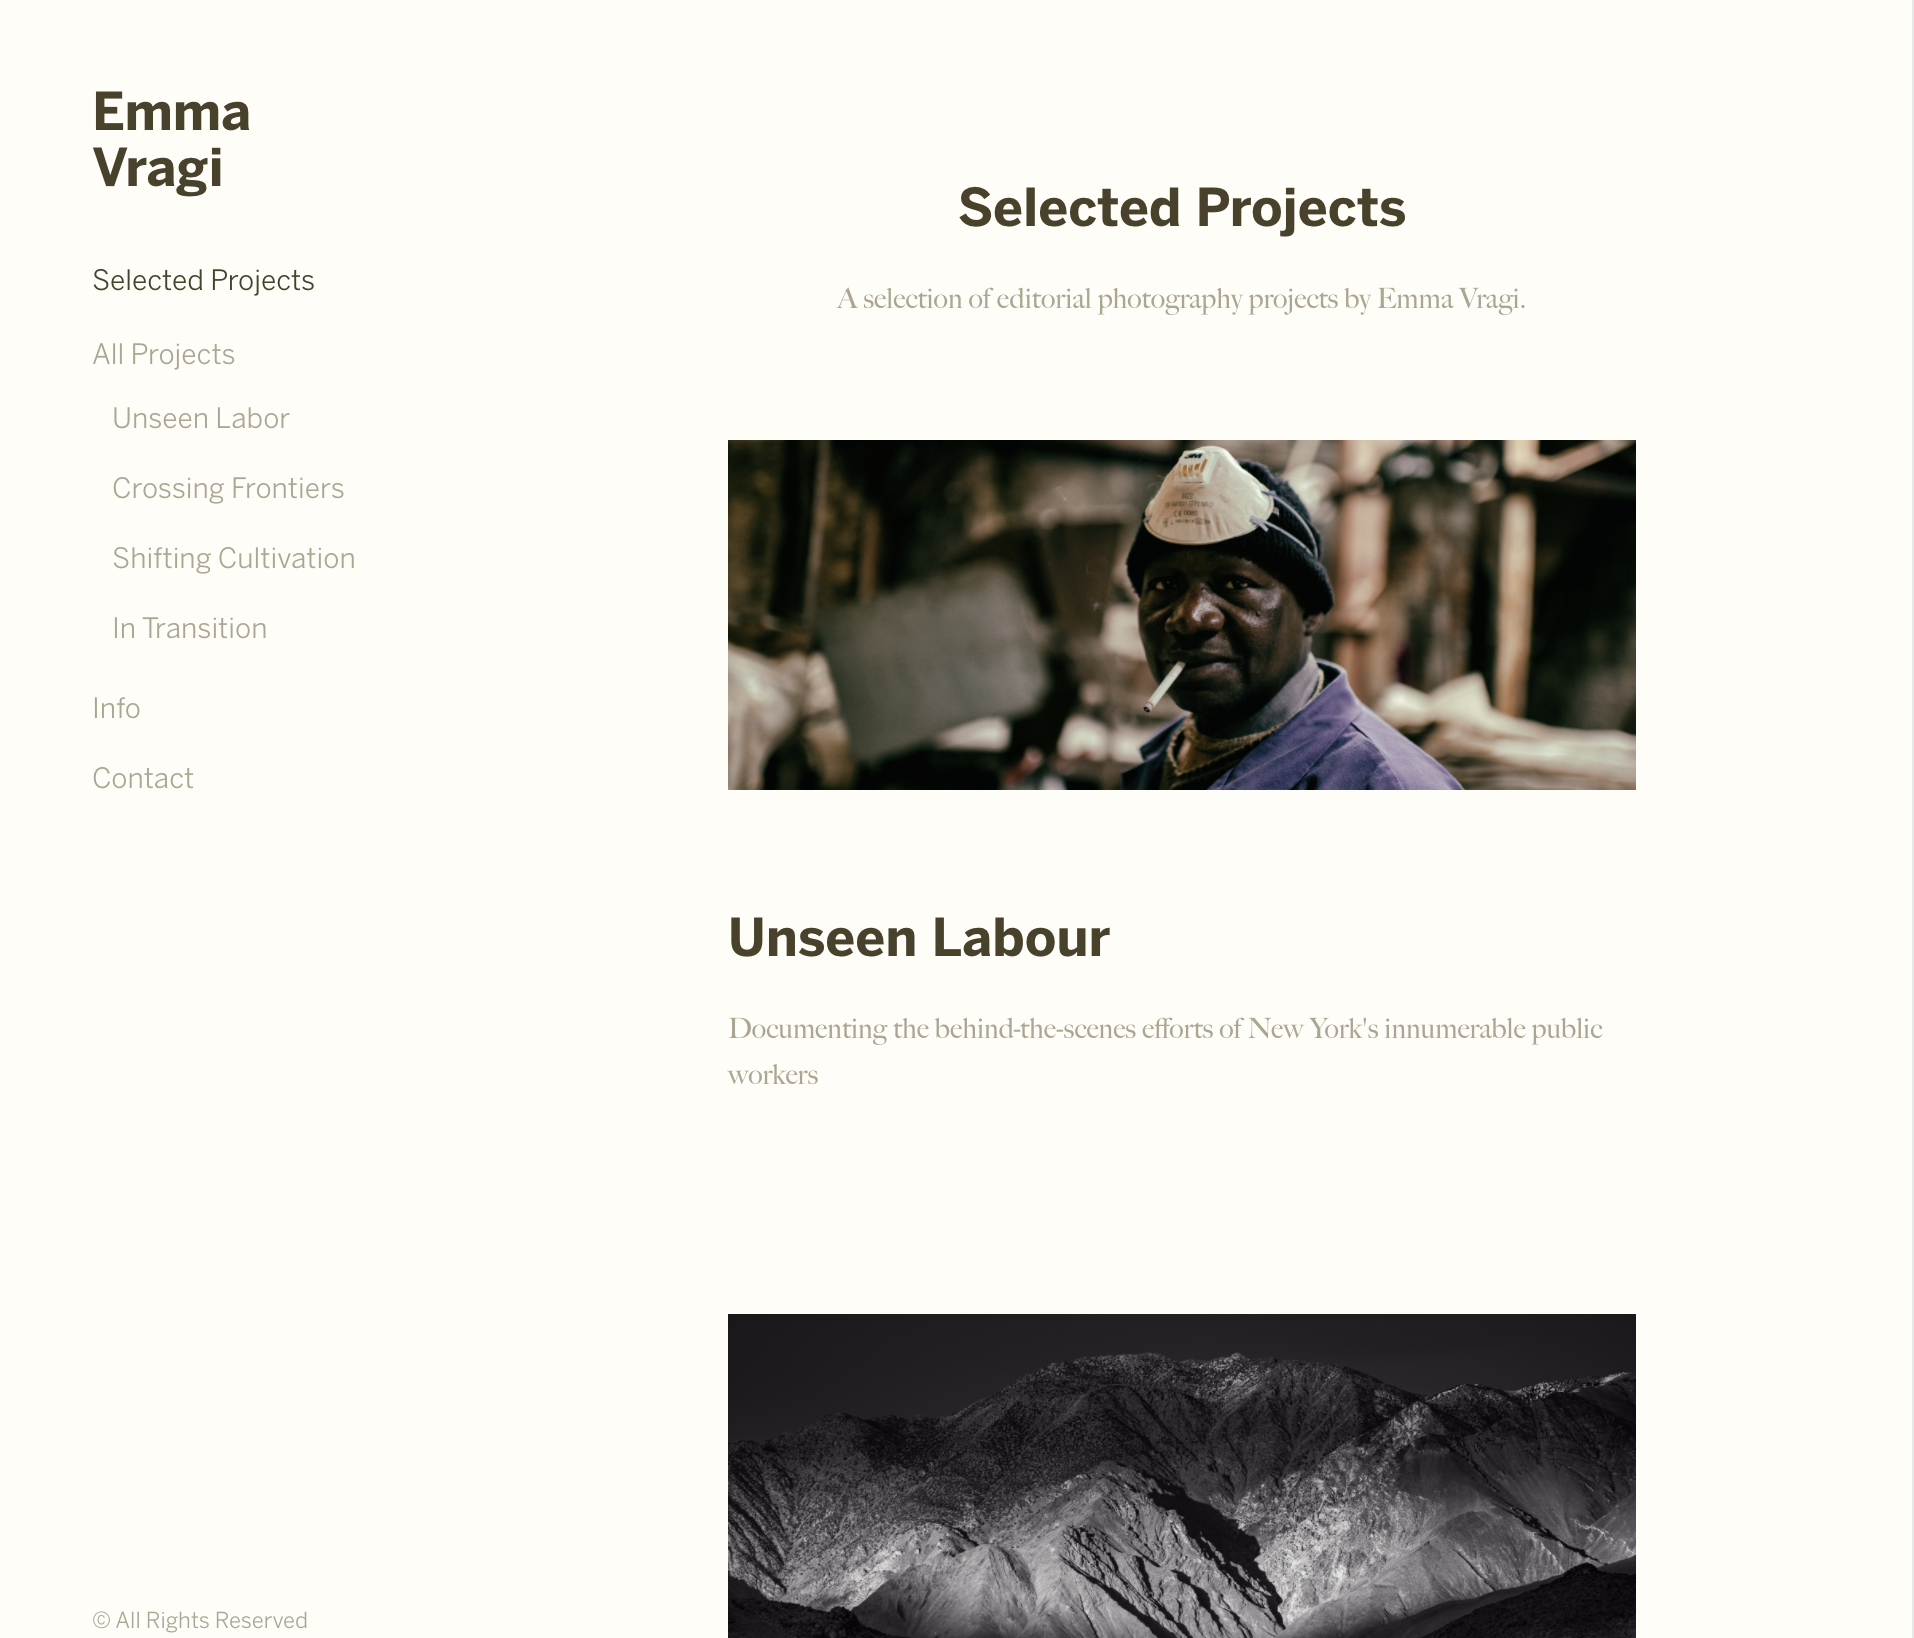 Emma
Vragi
Selected Projects
All Projects
Unseen Labor
Crossing Frontiers
Shifting Cultivation
In Transition
Info
Contact
© All Rights Reserved
Selected Projects
A selection of editorial photography projects by Emma Vragi.
3M
Unseen Labour
Documenting the behind-the-scenes efforts of New York's innumerable public
workers